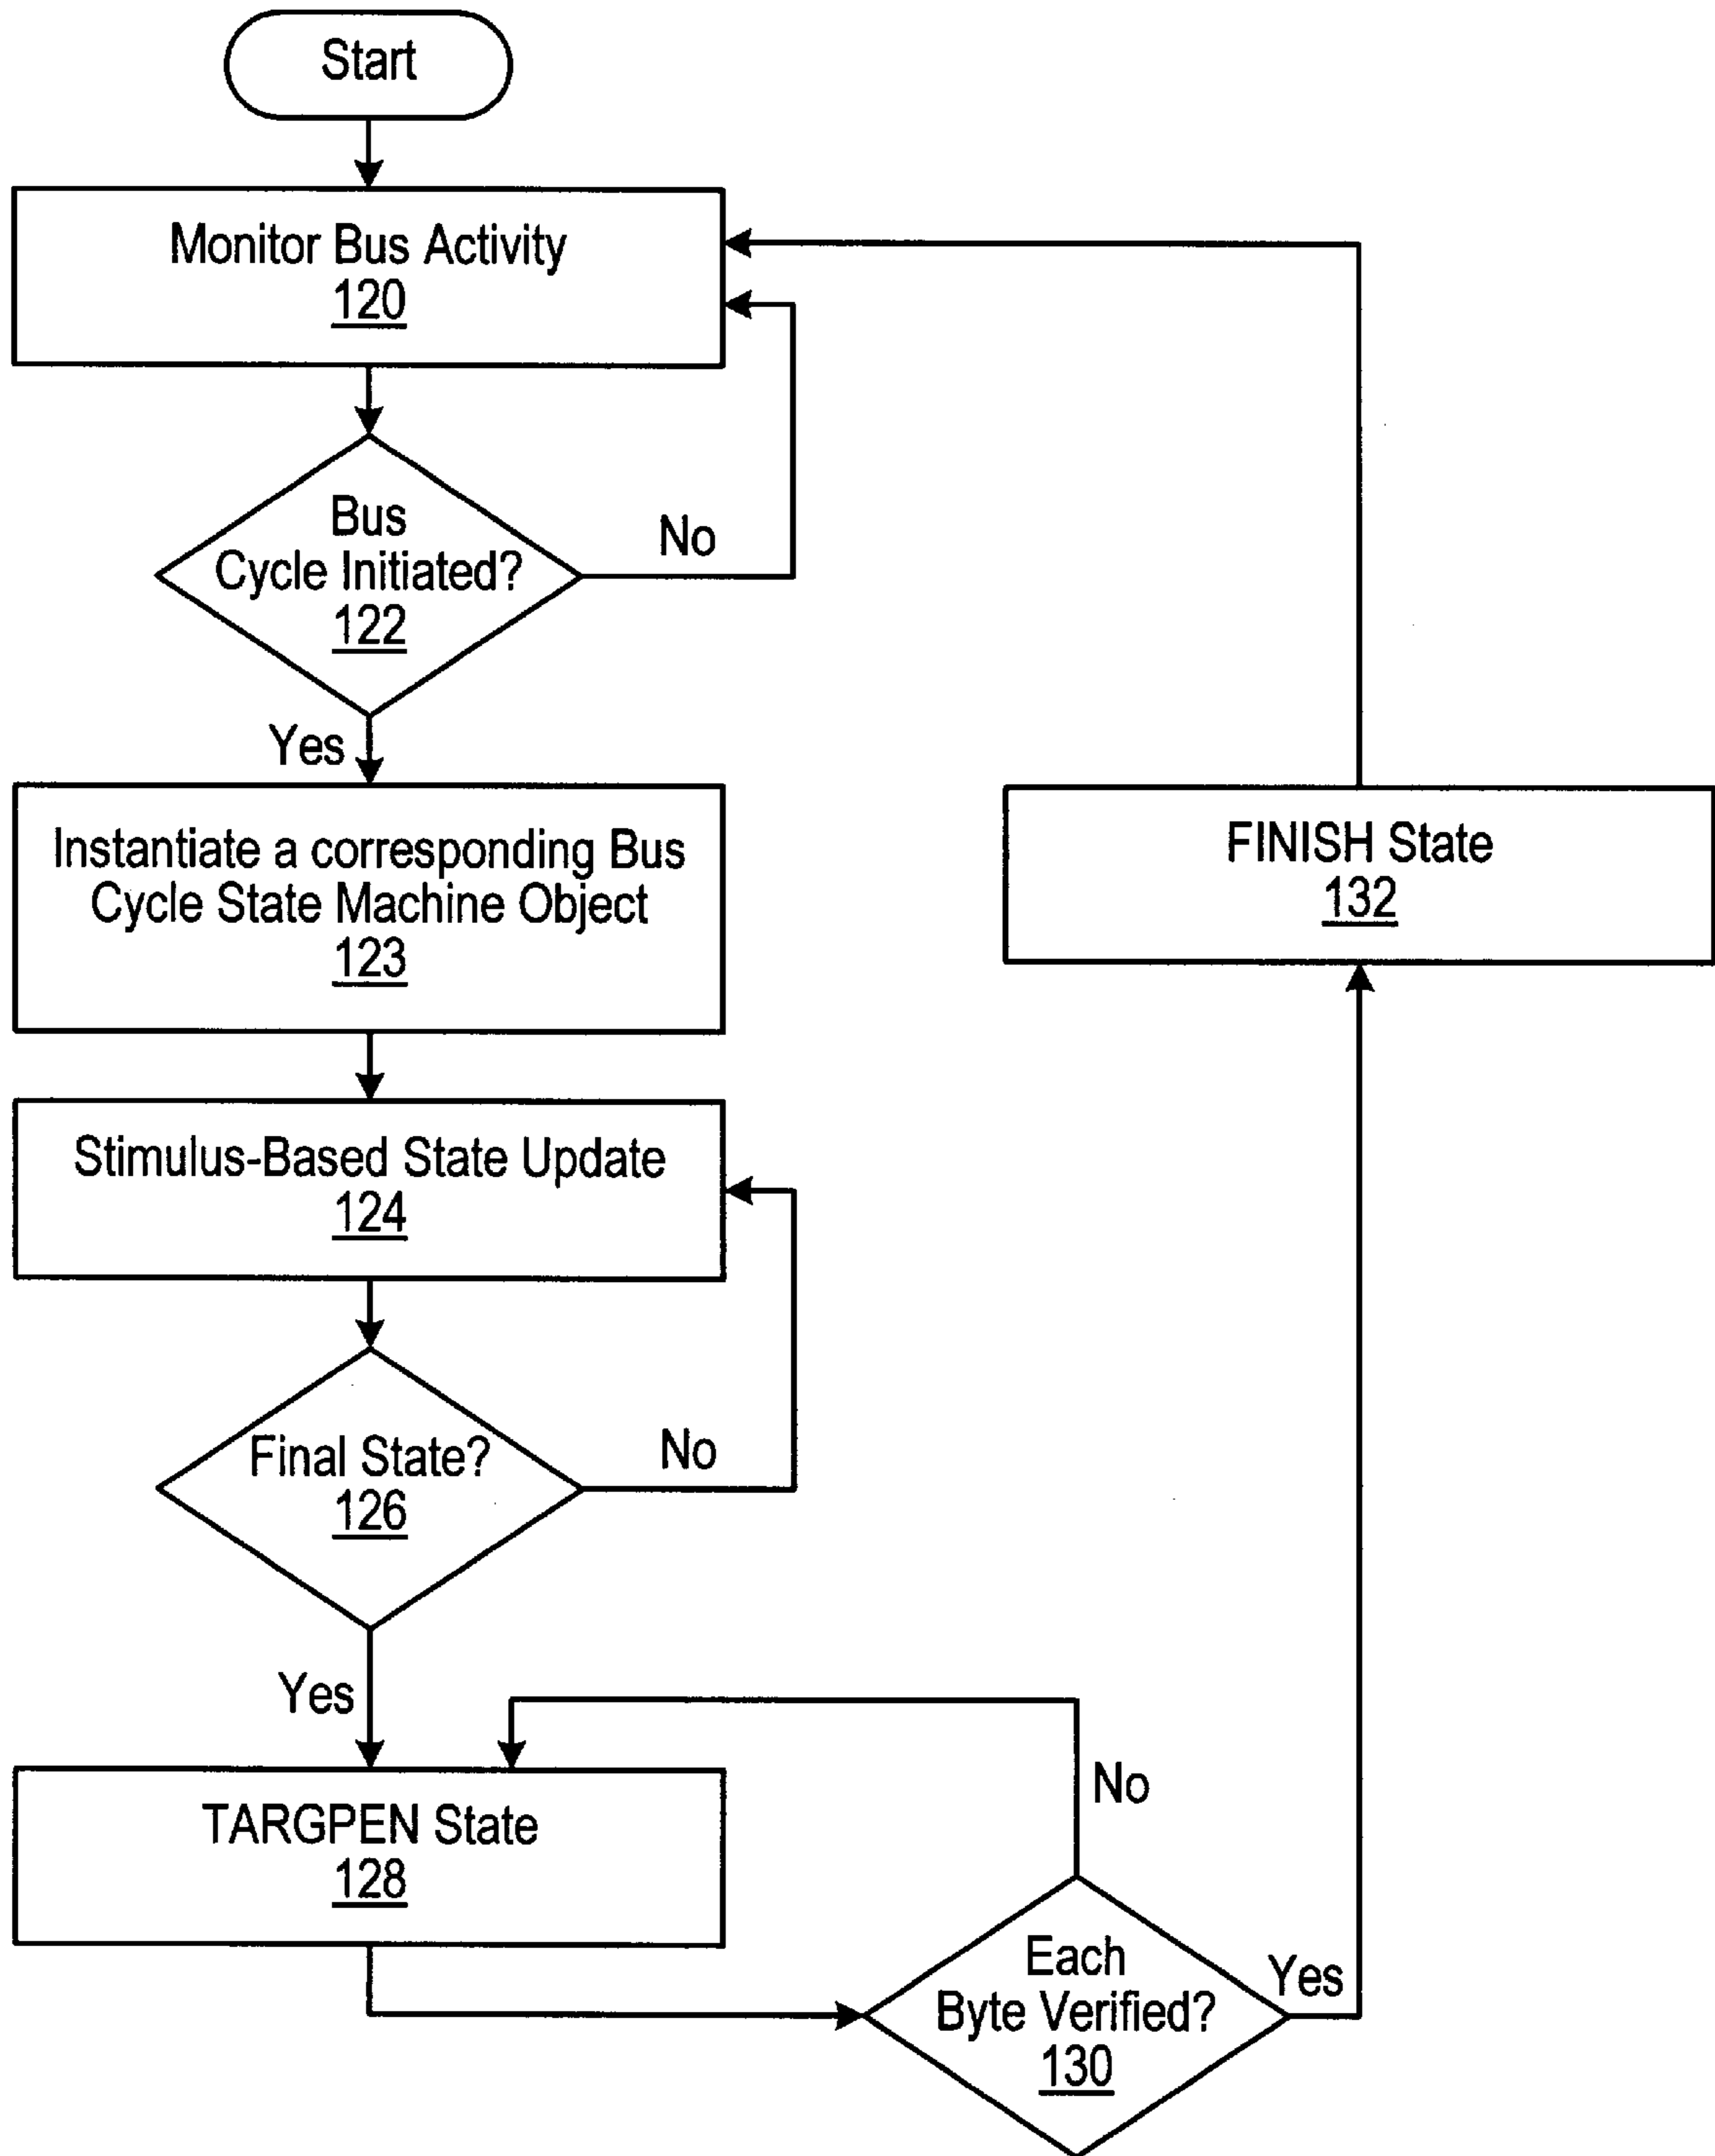 Start
Monitor Bus Activity
120
Bus
Cycle Initiated?
122
No
Yes
Instantiate a corresponding Bus
Cycle State Machine Object
123
FINISH State
132
Stimulus-Based State Update
124
Final State?
126
No
Yes
TARGPEN State
128
No
Each
Byte Verified?
130
Yes